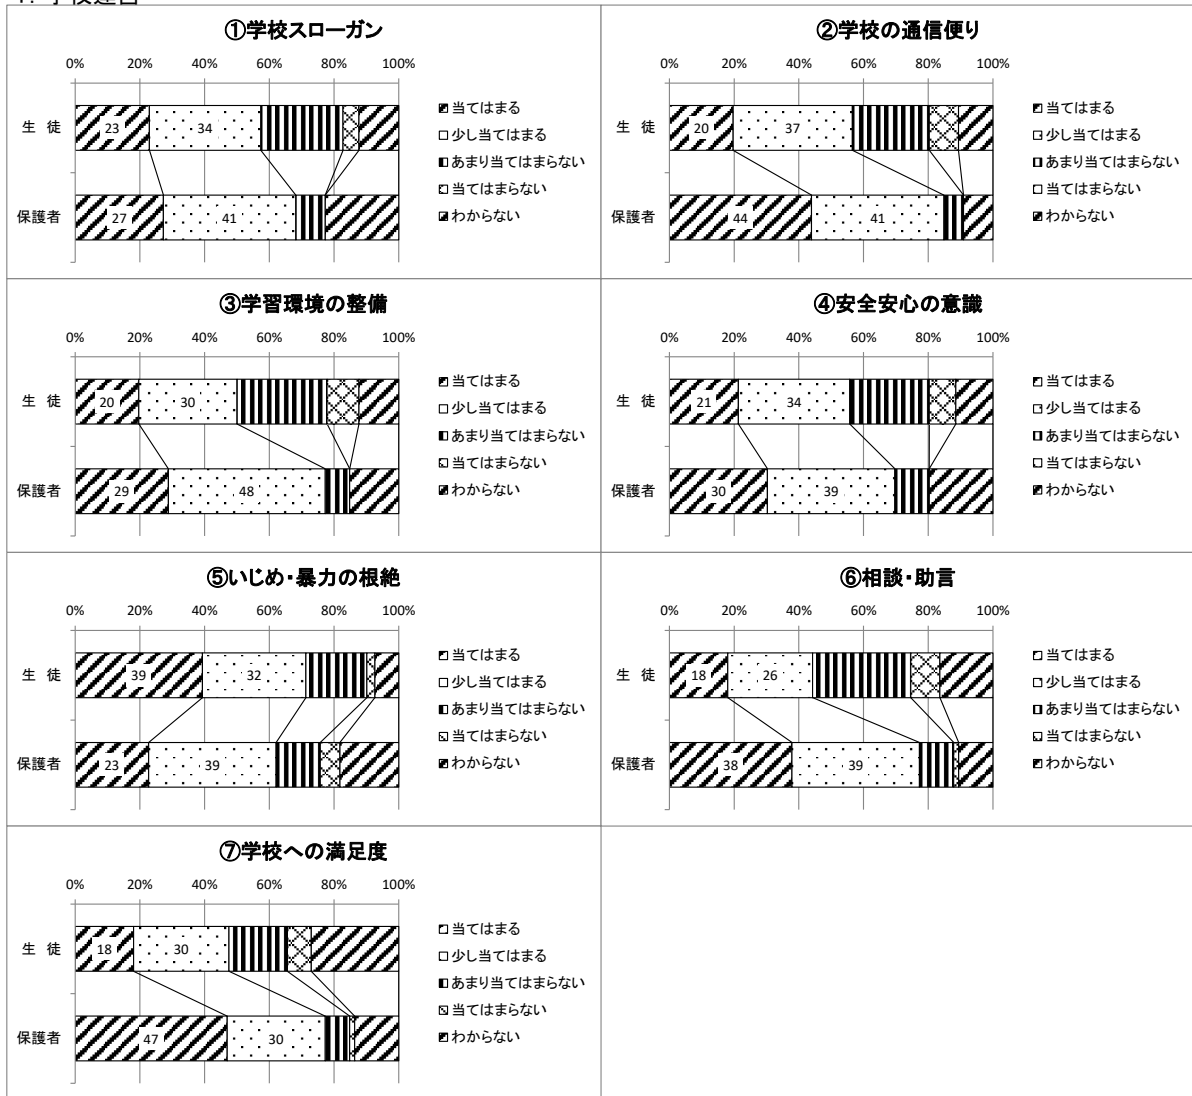 ①学校スローガン
0% 20% 40% 60% 80% 100%
生 徒 23 34
保護者 27 41
当てはまる
少し当てはまる
あまり当てはまらない
当てはまらない
わからない
②学校の通信便り
0% 20% 40% 60% 80% 100%
生 徒 20 37
保護者 44 41
当てはまる
少し当てはまる
あまり当てはまらない
当てはまらない
わからない
③学習環境の整備
0% 20% 40% 60% 80% 100%
生 徒 20 30
保護者 29 48
当てはまる
少し当てはまる
あまり当てはまらない
当てはまらない
わからない
④安全安心の意識
0% 20% 40% 60% 80% 100%
生 徒 21 34
保護者 30 39
当てはまる
少し当てはまる
あまり当てはまらない
当てはまらない
わからない
⑤いじめ・暴力の根絶
0% 20% 40% 60% 80% 100%
生 徒 39 32
保護者 23 39
当てはまる
少し当てはまる
あまり当てはまらない
当てはまらない
わからない
⑥相談・助言
0% 20% 40% 60% 80% 100%
生 徒 18 26
保護者 38 39
当てはまる
少し当てはまる
あまり当てはまらない
当てはまらない
わからない
⑦学校への満足度
0% 20% 40% 60% 80% 100%
生 徒 18 30
保護者 47 30
当てはまる
少し当てはまる
あまり当てはまらない
当てはまらない
わからない